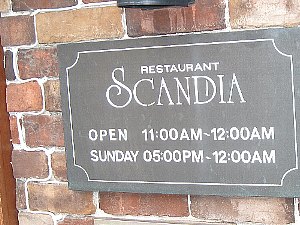 RESTAURANT
SCANDIA
OPEN 11:00AM~12:00AM
SUNDAY 05:00PM~12:00AM